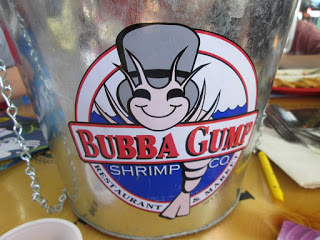 BUBBA GUMP
SHRIMP CO.
RESTAURANT & MARKET